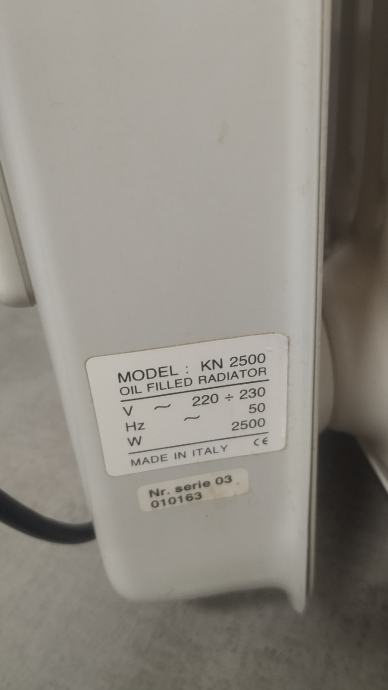 MODEL : KN 2500
OIL FILLED RADIATOR
V ~ 220 ÷ 230
Hz ~ 50
W 2500
MADE IN ITALY CE
Nr. serie 03
010163